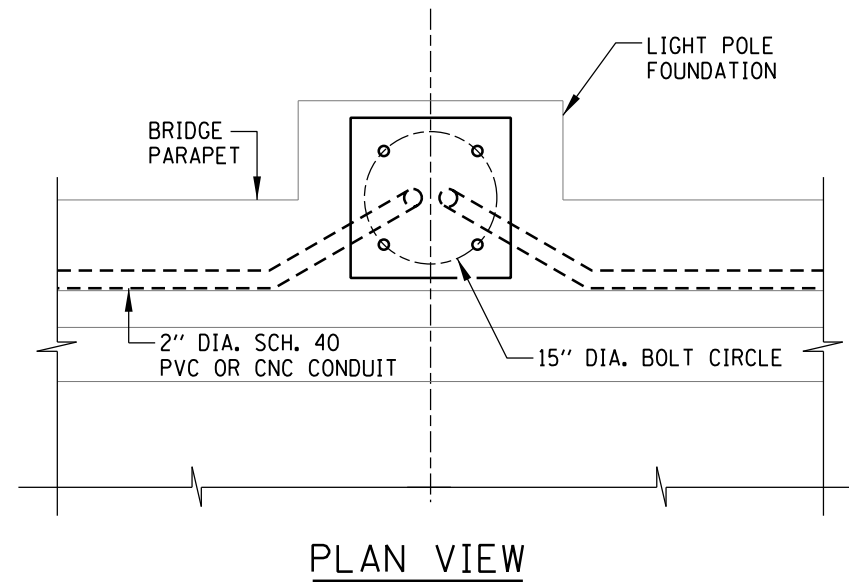 LIGHT POLE
FOUNDATION
BRIDGE
PARAPET
2'' DIA. SCH. 40
PVC OR CNC CONDUIT
15'' DIA. BOLT CIRCLE
PLAN VIEW